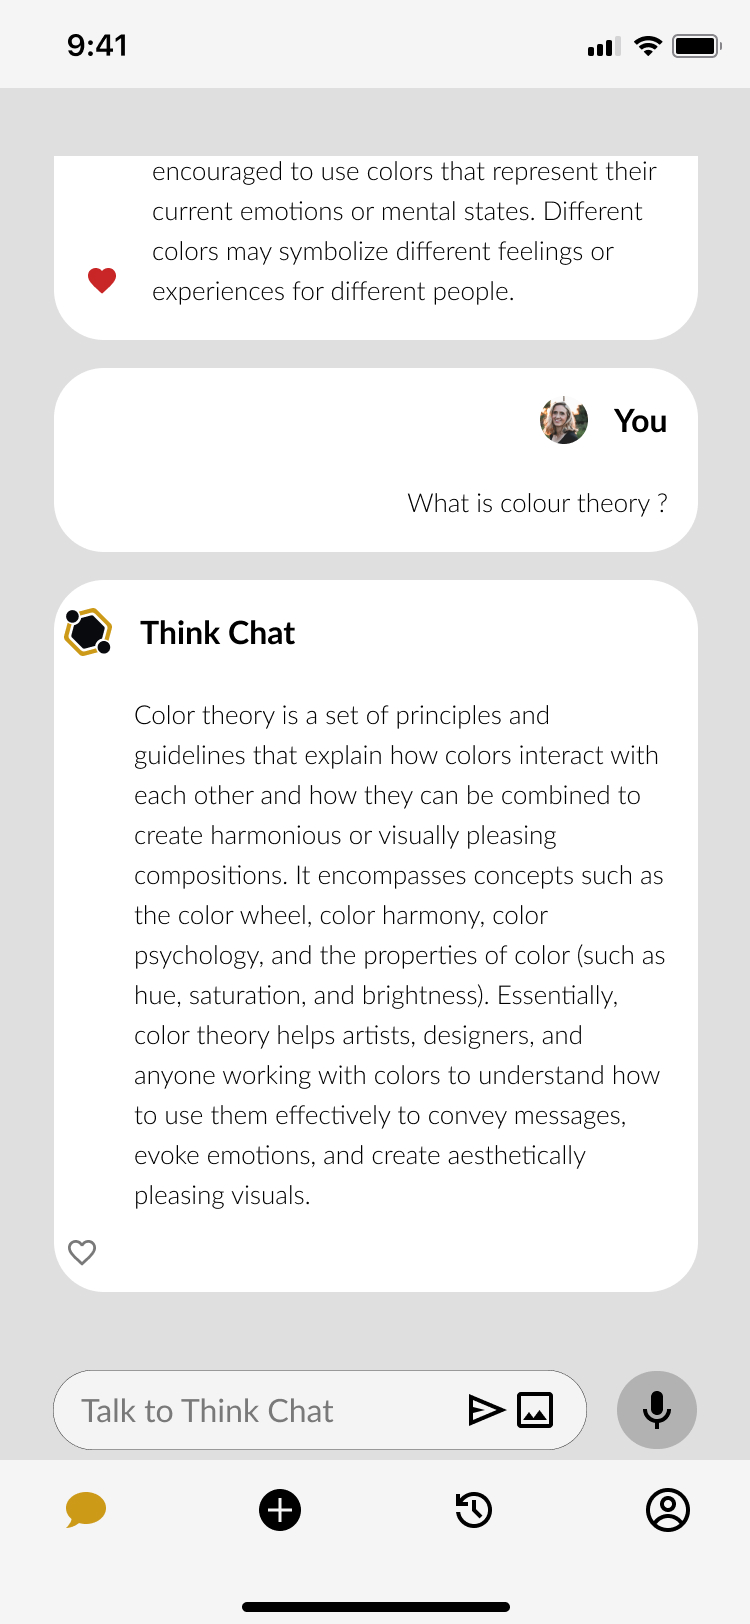 9:41
encouraged to use colors that represent their
current emotions or mental states. Different
colors may symbolize different feelings or
experiences for different people.
You
What is colour theory ?
Think Chat
Color theory is a set of principles and
guidelines that explain how colors interact with
each other and how they can be combined to
create harmonious or visually pleasing
compositions. It encompasses concepts such as
the color wheel, color harmony, color
psychology, and the properties of color (such as
hue, saturation, and brightness). Essentially,
color theory helps artists, designers, and
anyone working with colors to understand how
to use them effectively to convey messages,
evoke emotions, and create aesthetically
pleasing visuals.
Talk to Think Chat